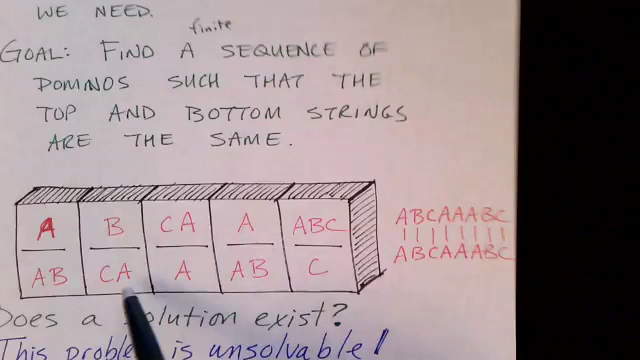 WE NEED.
finite
GOAL: FIND A SEQUENCE OF
DOMINOS SUCH THAT THE
TOP AND BOTTOM STRINGS
ARE THE SAME.
A B CA A ABC
AB CA A AB C
ABCAAABC
ABCAAABC
Does a solution exist?
This problem is unsolvable!